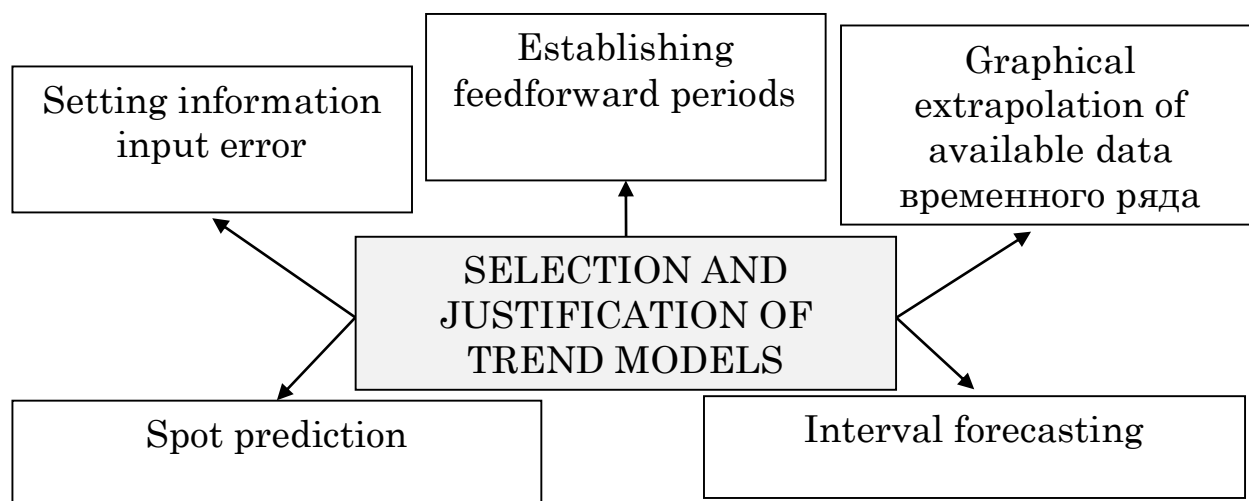 Setting information
input error
Establishing
feedforward periods
Graphical
extrapolation of
available data
временного ряда
SELECTION AND
JUSTIFICATION OF
TREND MODELS
Spot prediction
Interval forecasting